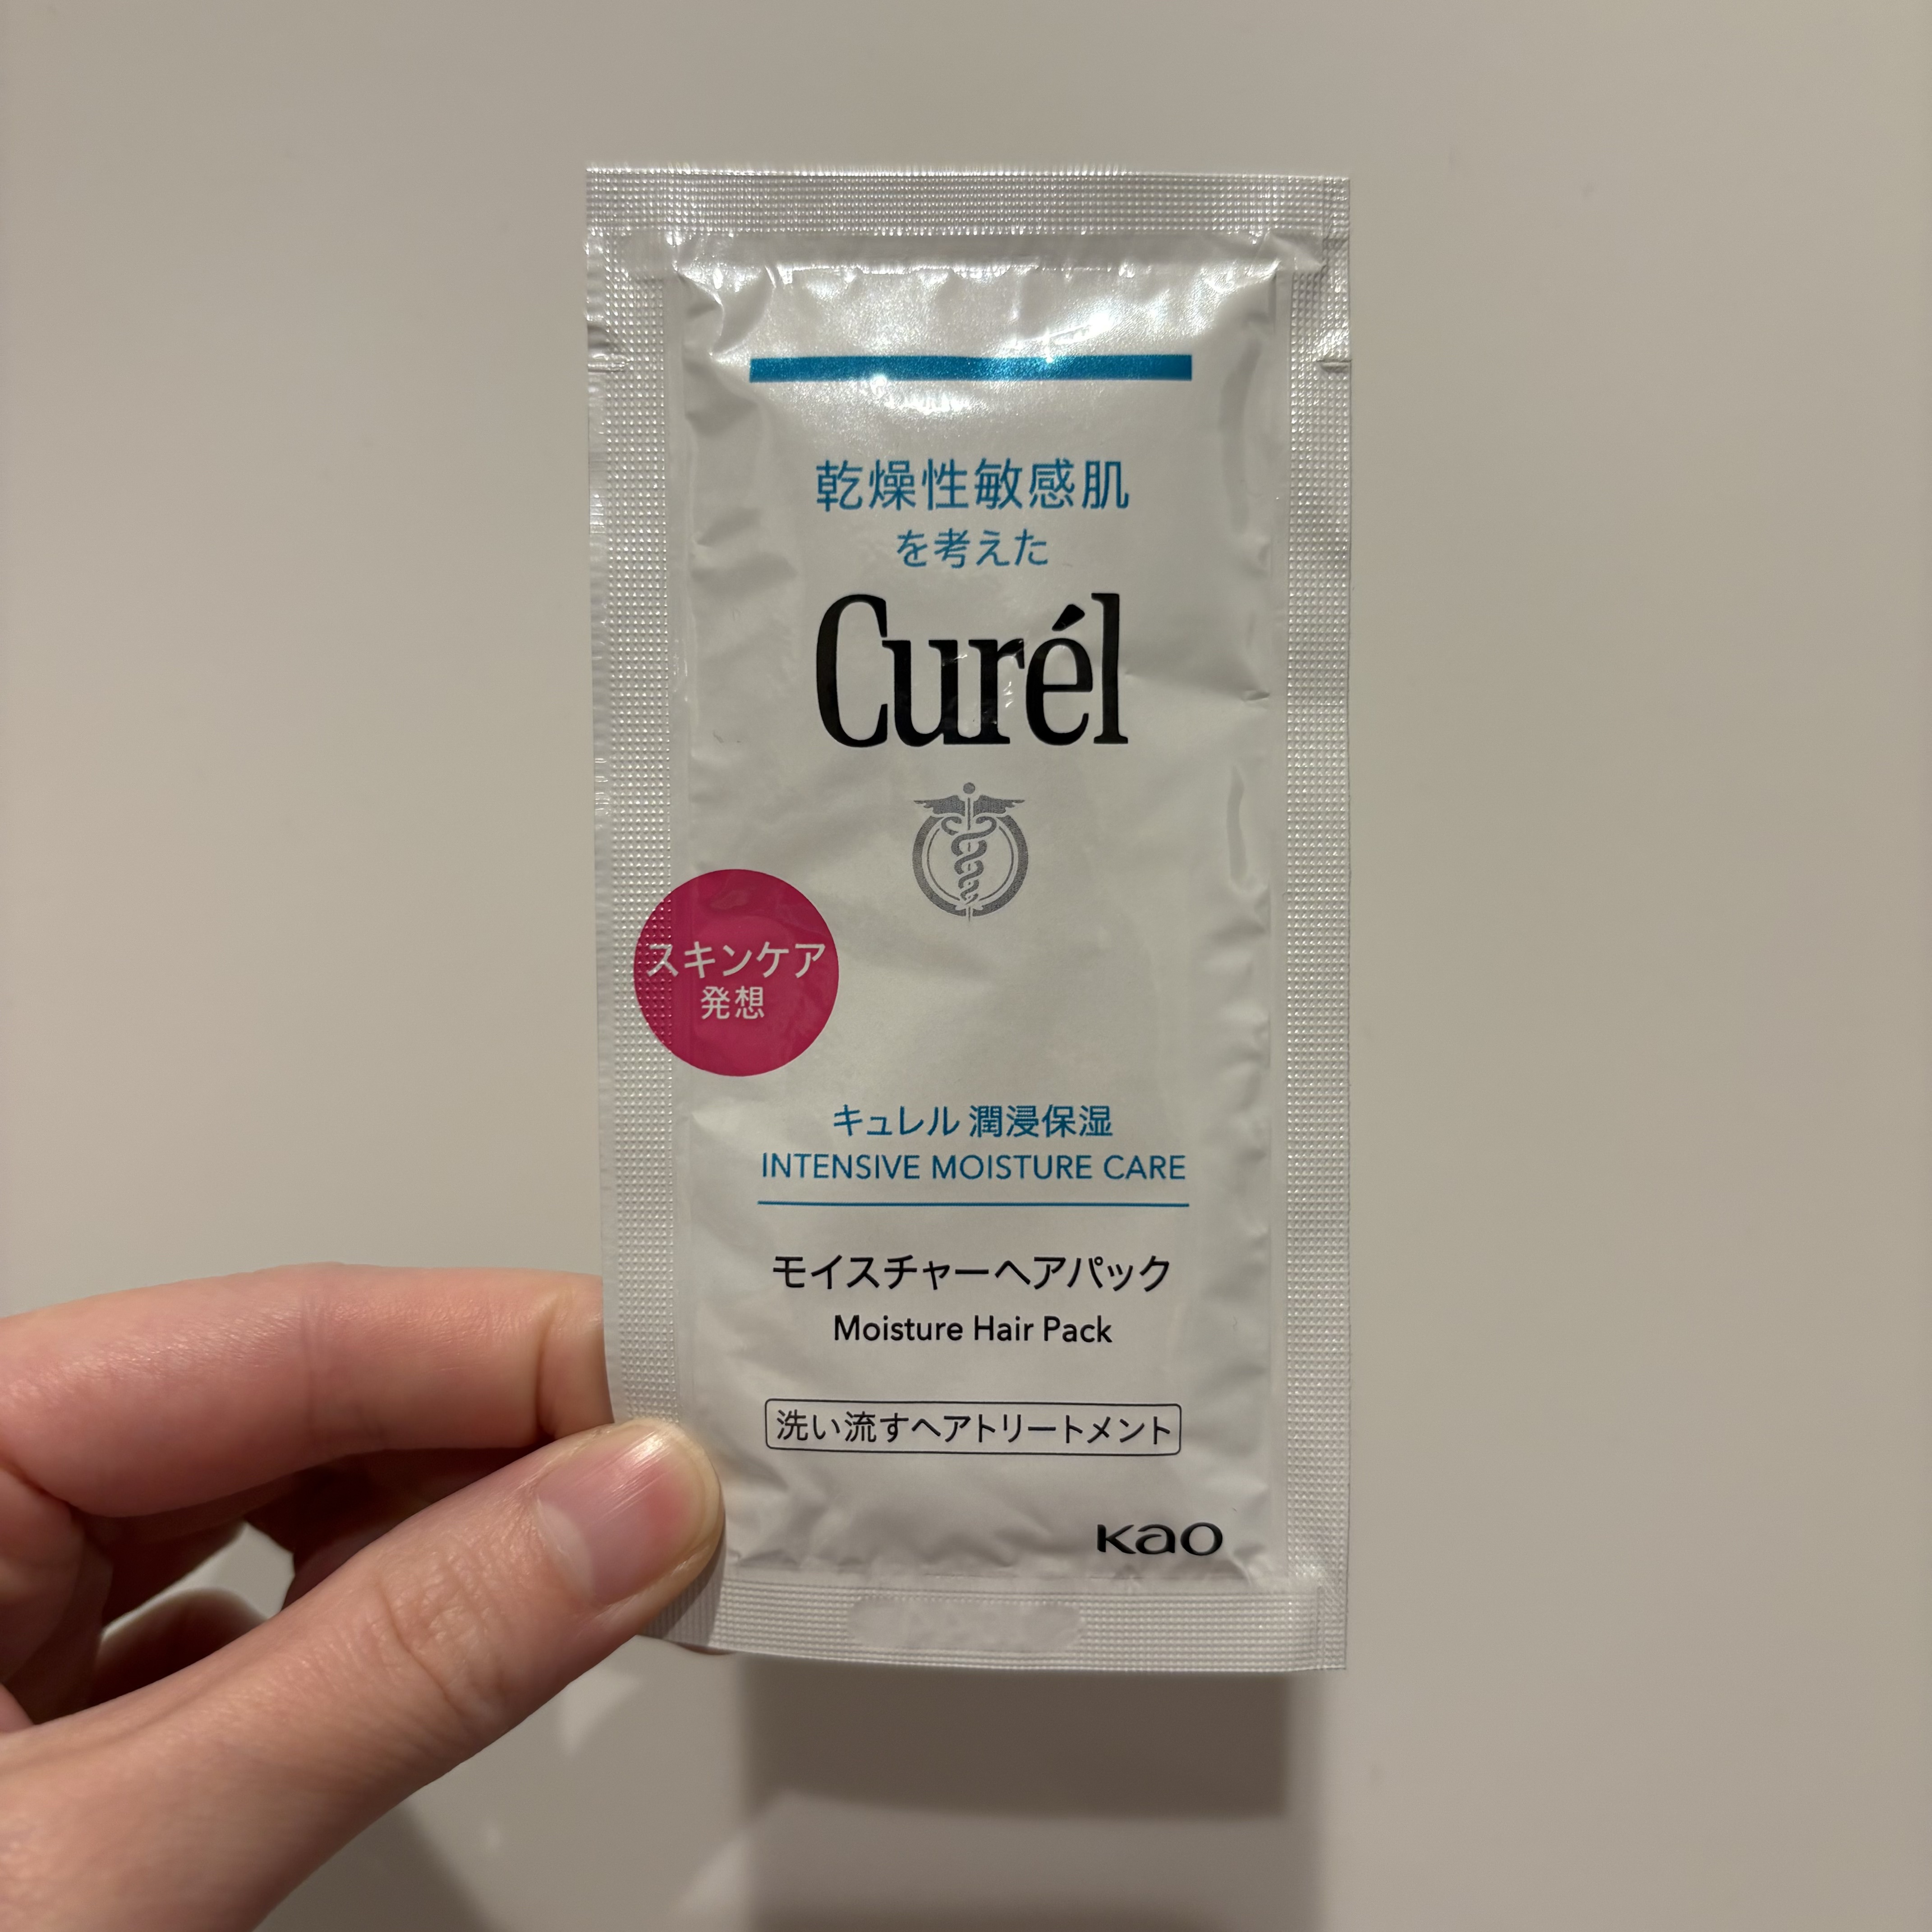 乾燥性敏感肌
を考えた
Curél
スキンケア
発想
キュレル 潤浸保湿
INTENSIVE MOISTURE CARE
モイスチャーヘアパック
Moisture Hair Pack
洗い流すヘアトリートメント
Kao